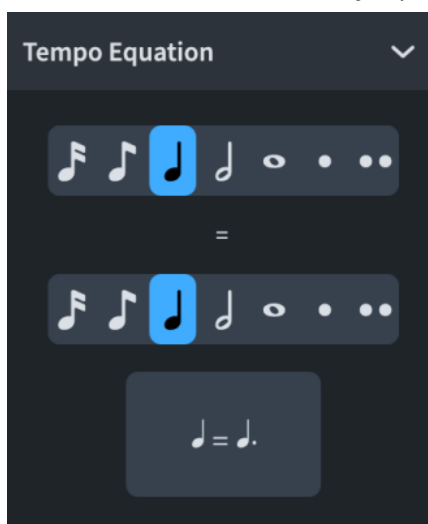 Tempo Equation
=
♩ = ♩.